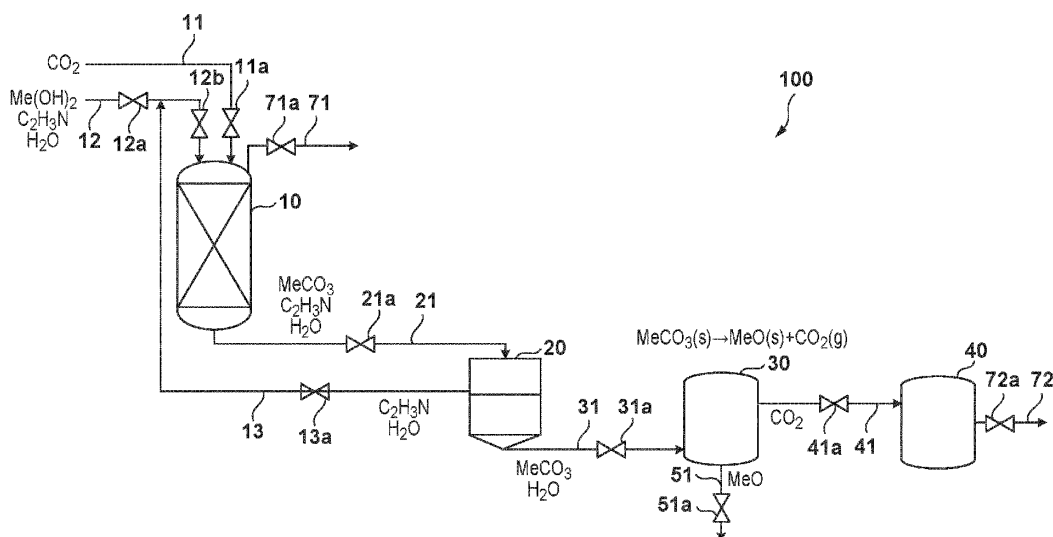 11
CO₂
12b
11a
100
Me(OH)₂
C₂H₃N
H₂O
12
12a
71a
71
10
MeCO₃
C₂H₃N
H₂O
21a
21
MeCO₃(s)→MeO(s)+CO₂(g)
20
30
40
72a
72
13
13a
C₂H₃N
H₂O
31
31a
CO₂
41a
41
MeCO₃
H₂O
51
MeO
51a